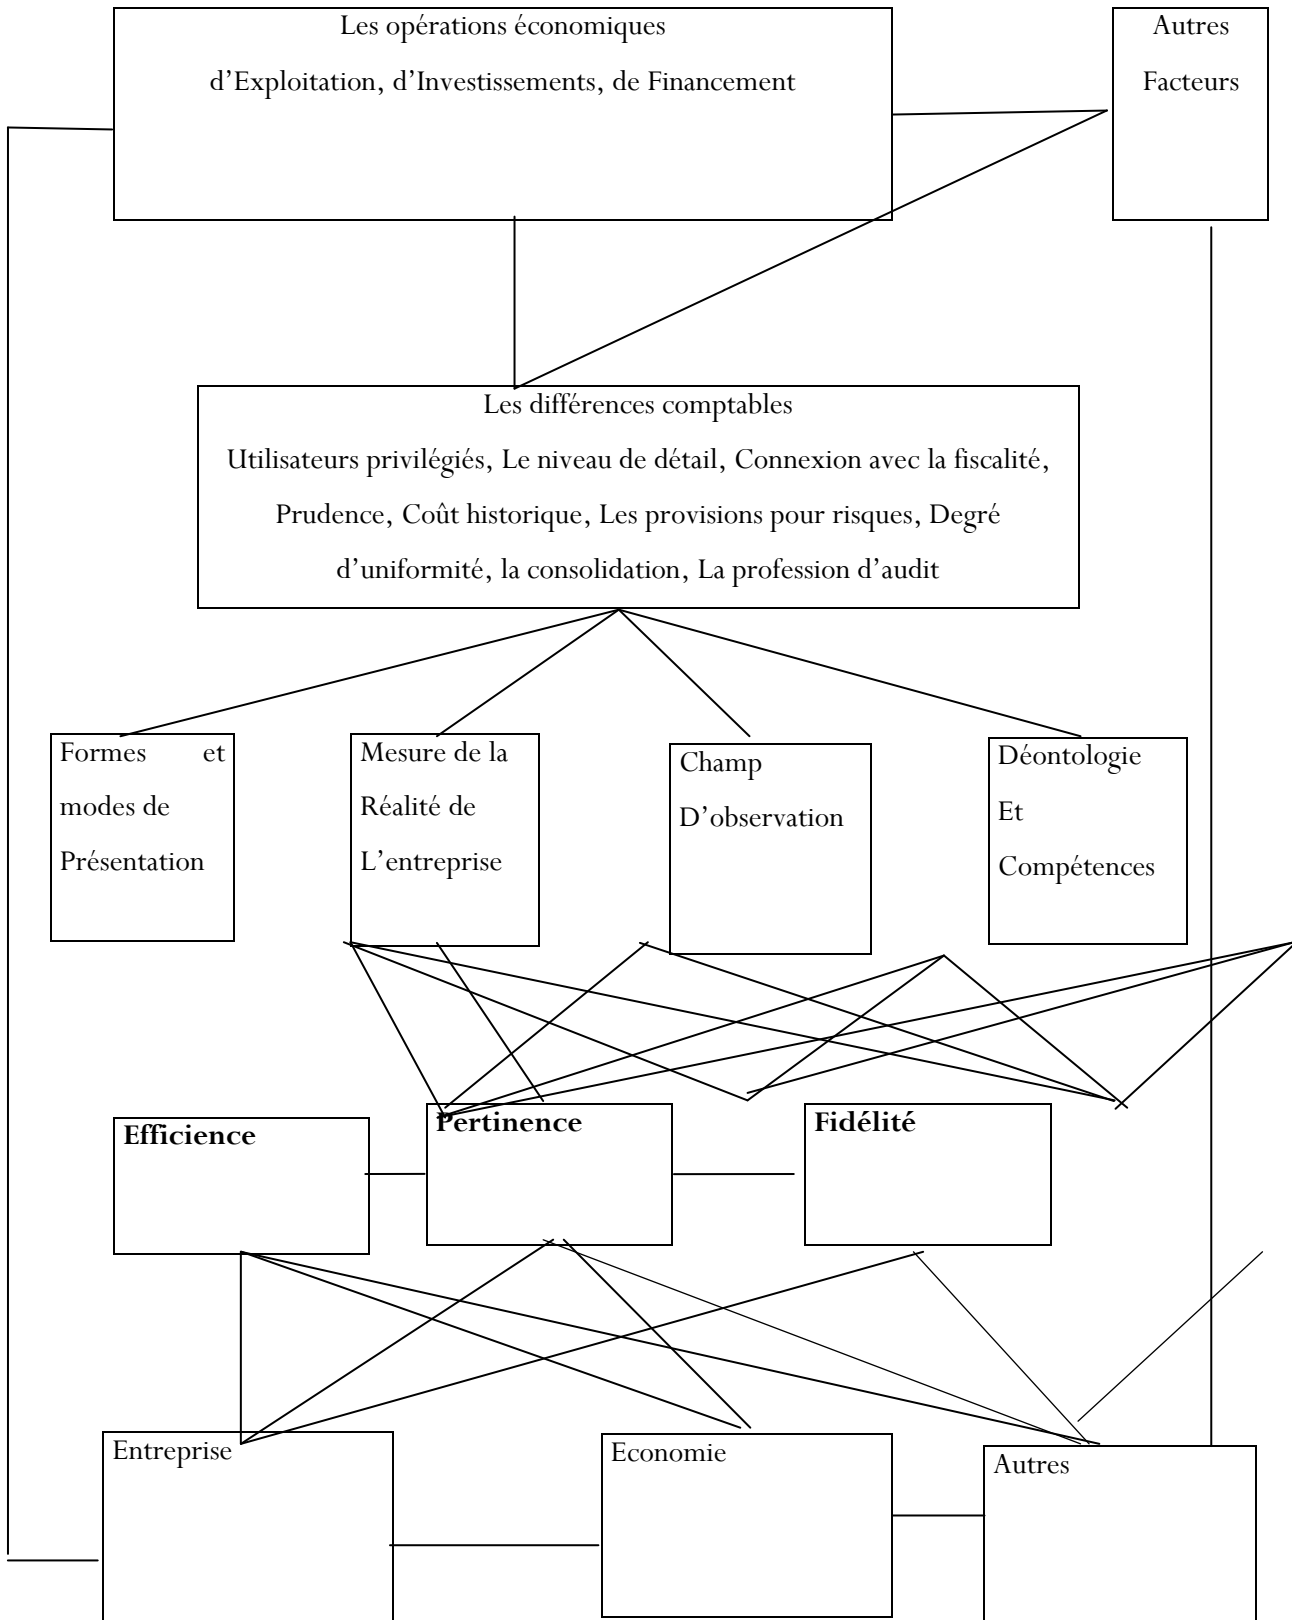 Les opérations économiques
d’Exploitation, d’Investissements, de Financement
Autres
Facteurs
Les différences comptables
Utilisateurs privilégiés, Le niveau de détail, Connexion avec la fiscalité,
Prudence, Coût historique, Les provisions pour risques, Degré
d’uniformité, la consolidation, La profession d’audit
Formes et
modes de
Présentation
Mesure de la
Réalité de
L’entreprise
Champ
D’observation
Déontologie
Et
Compétences
Efficience
Pertinence
Fidélité
Entreprise
Economie
Autres